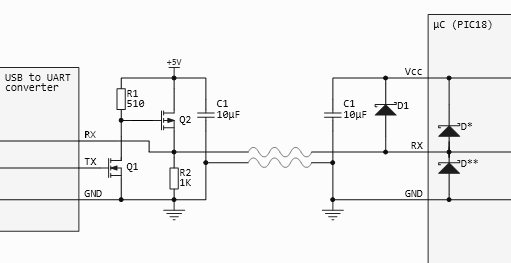 µC (PIC18)
+5V
USB to UART
converter
Vcc
R1
510
Q2
C1
10µF
C1
10µF
D1
D*
RX
RX
TX
Q1
D**
R2
1K
GND
GND